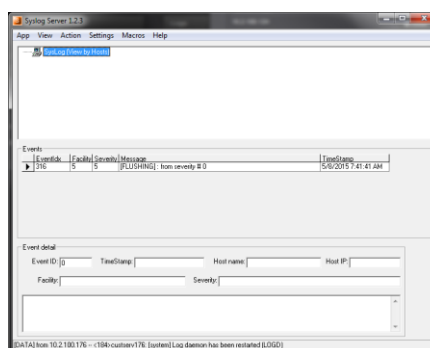 Syslog Server 1.2.3
App View Action Settings Macros Help
SysLog (View by Hosts)
Events
EventIdx Facility Severity Message TimeStamp
316 5 5 [FLUSHING] : from severity # 0 5/8/2015 7:41:41 AM
Event detail
Event ID: 0 TimeStamp: Host name: Host IP:
Facility: Severity:
[DATA] from 10.2.100.176 -- <184> custserv176: [system] Log daemon has been restarted (LOGD)